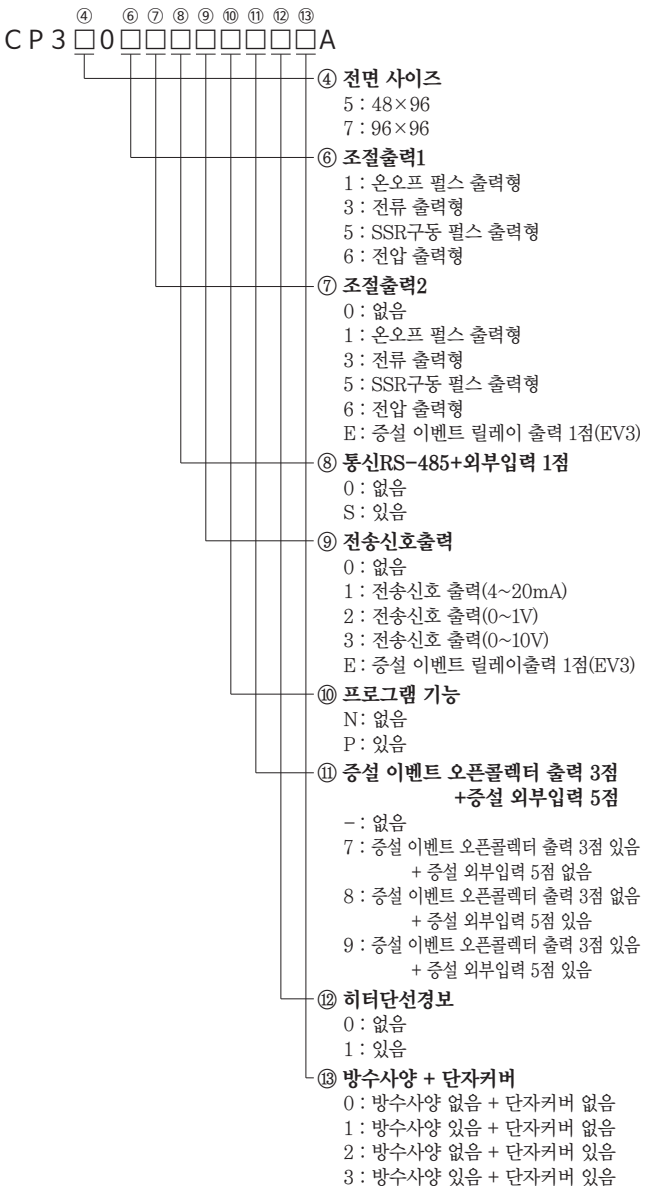 ④ ⑥ ⑦ ⑧ ⑨ ⑩ ⑪ ⑫ ⑬
CP3□0□□□□□□□□A
④ 전면 사이즈
5 : 48×96
7 : 96×96
⑥ 조절출력1
1 : 온오프 펄스 출력형
3 : 전류 출력형
5 : SSR구동 펄스 출력형
6 : 전압 출력형
⑦ 조절출력2
0 : 없음
1 : 온오프 펄스 출력형
3 : 전류 출력형
5 : SSR구동 펄스 출력형
6 : 전압 출력형
E : 증설 이벤트 릴레이 출력 1점(EV3)
⑧ 통신RS-485+외부입력 1점
0 : 없음
S : 있음
⑨ 전송신호출력
0 : 없음
1 : 전송신호 출력(4~20mA)
2 : 전송신호 출력(0~1V)
3 : 전송신호 출력(0~10V)
E : 증설 이벤트 릴레이출력 1점(EV3)
⑩ 프로그램 기능
N : 없음
P : 있음
⑪ 증설 이벤트 오픈콜렉터 출력 3점
+증설 외부입력 5점
- : 없음
7 : 증설 이벤트 오픈콜렉터 출력 3점 있음
+ 증설 외부입력 5점 없음
8 : 증설 이벤트 오픈콜렉터 출력 3점 없음
+ 증설 외부입력 5점 있음
9 : 증설 이벤트 오픈콜렉터 출력 3점 있음
+ 증설 외부입력 5점 있음
⑫ 히터단선경보
0 : 없음
1 : 있음
⑬ 방수사양 + 단자커버
0 : 방수사양 없음 + 단자커버 없음
1 : 방수사양 있음 + 단자커버 없음
2 : 방수사양 없음 + 단자커버 있음
3 : 방수사양 있음 + 단자커버 있음